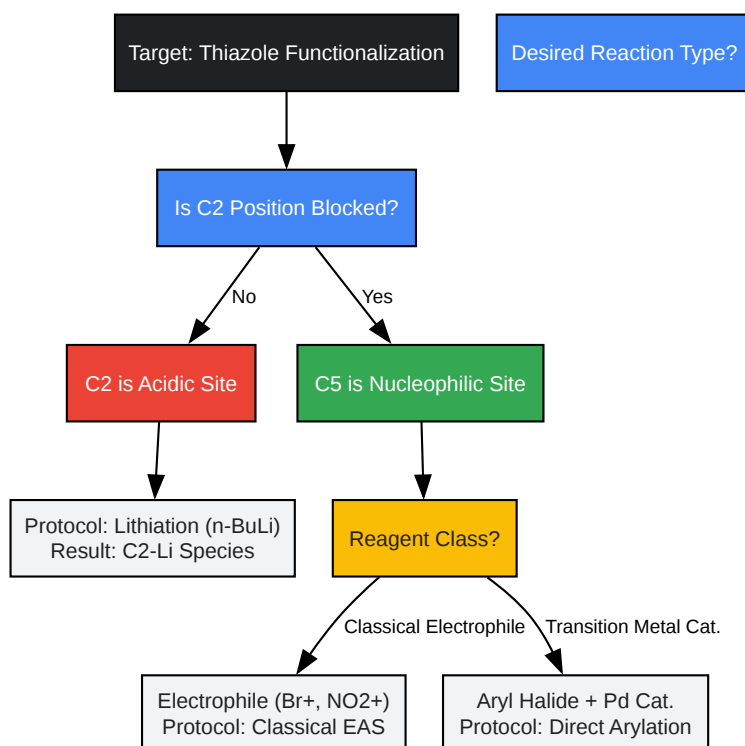 Target: Thiazole Functionalization
Desired Reaction Type?
Is C2 Position Blocked?
No
Yes
C2 is Acidic Site
C5 is Nucleophilic Site
Protocol: Lithiation (n-BuLi)
Result: C2-Li Species
Reagent Class?
Classical Electrophile
Transition Metal Cat.
Electrophile (Br+, NO2+)
Protocol: Classical EAS
Aryl Halide + Pd Cat.
Protocol: Direct Arylation